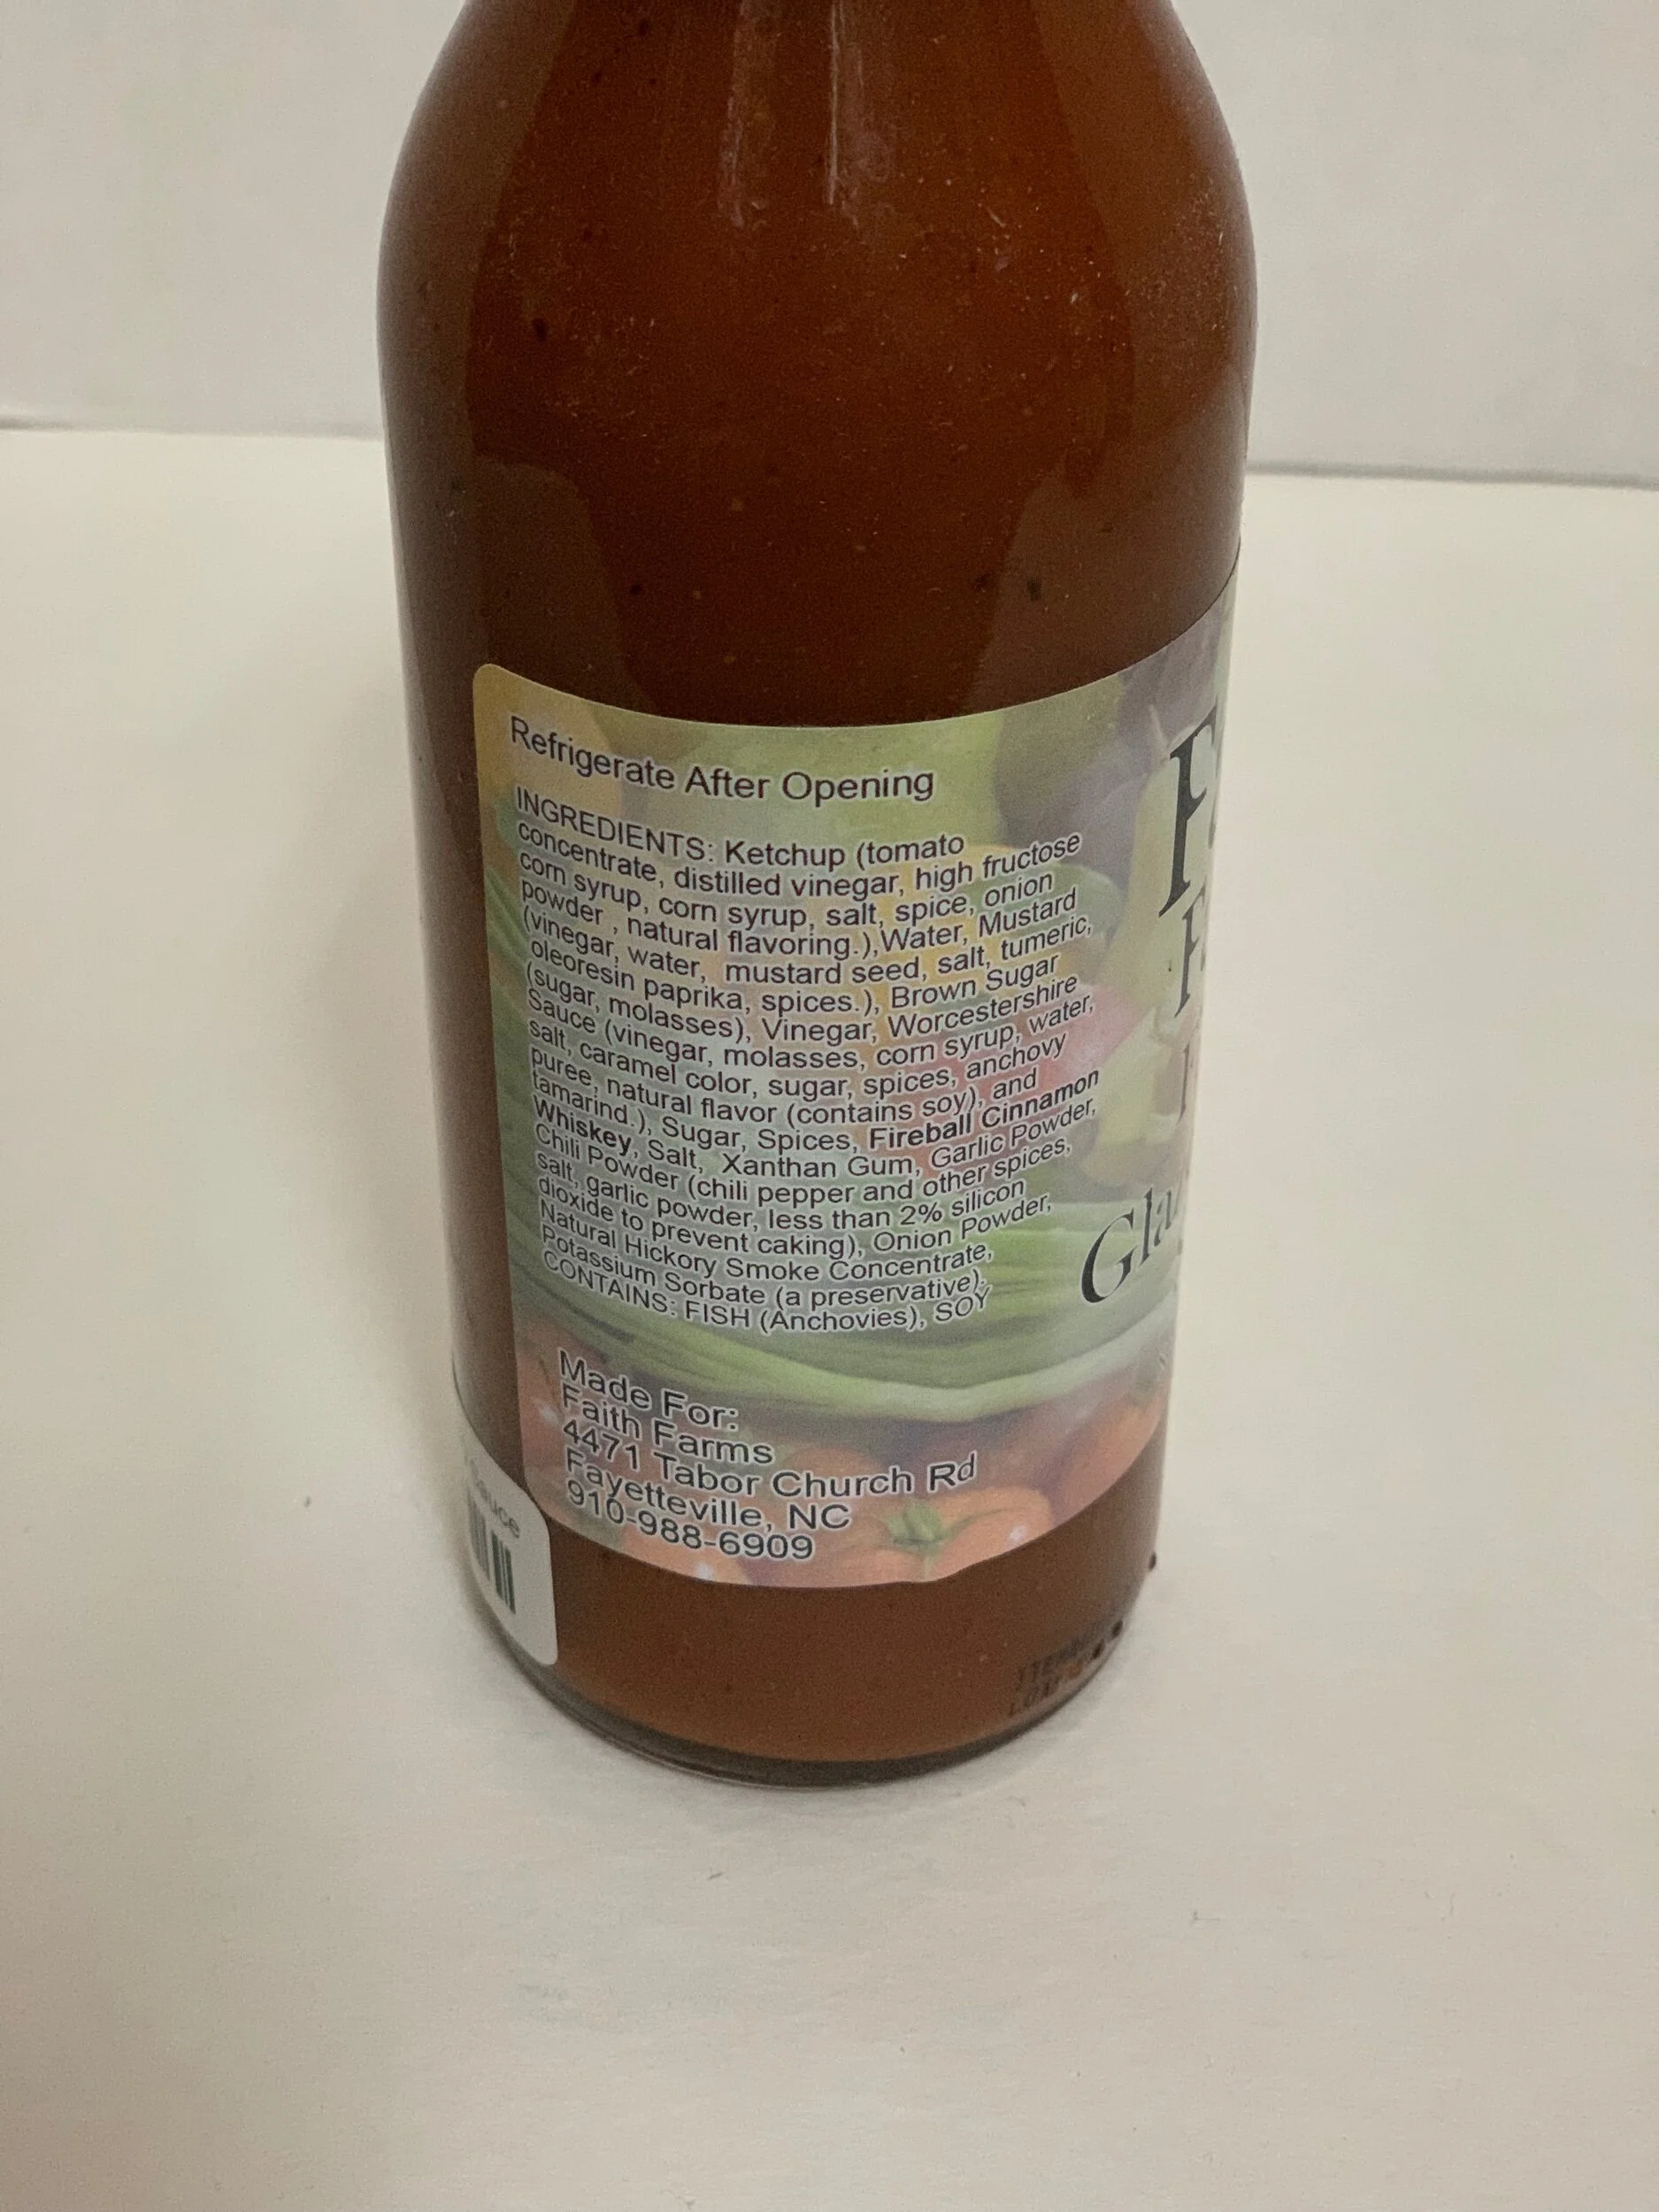 Refrigerate After Opening
INGREDIENTS: Ketchup (tomato
concentrate, distilled vinegar, high fructose
corn syrup, corn syrup, salt, spice, onion
powder , natural flavoring.),Water, Mustard
(vinegar, water, mustard seed, salt, tumeric,
oleoresin paprika, spices.), Brown Sugar
(sugar, molasses), Vinegar, Worcestershire
Sauce (vinegar, molasses, corn syrup, water,
salt, caramel color, sugar, spices, anchovy
puree, natural flavor (contains soy), and
tamarind.), Sugar, Spices, Fireball Cinnamon
Whiskey, Salt, Xanthan Gum, Garlic Powder,
Chili Powder (chili pepper and other spices,
salt, garlic powder, less than 2% silicon
dioxide to prevent caking), Onion Powder,
Natural Hickory Smoke Concentrate,
Potassium Sorbate (a preservative).
CONTAINS: FISH (Anchovies), SOY
Made For:
Faith Farms
4471 Tabor Church Rd
Fayetteville, NC
910-988-6909